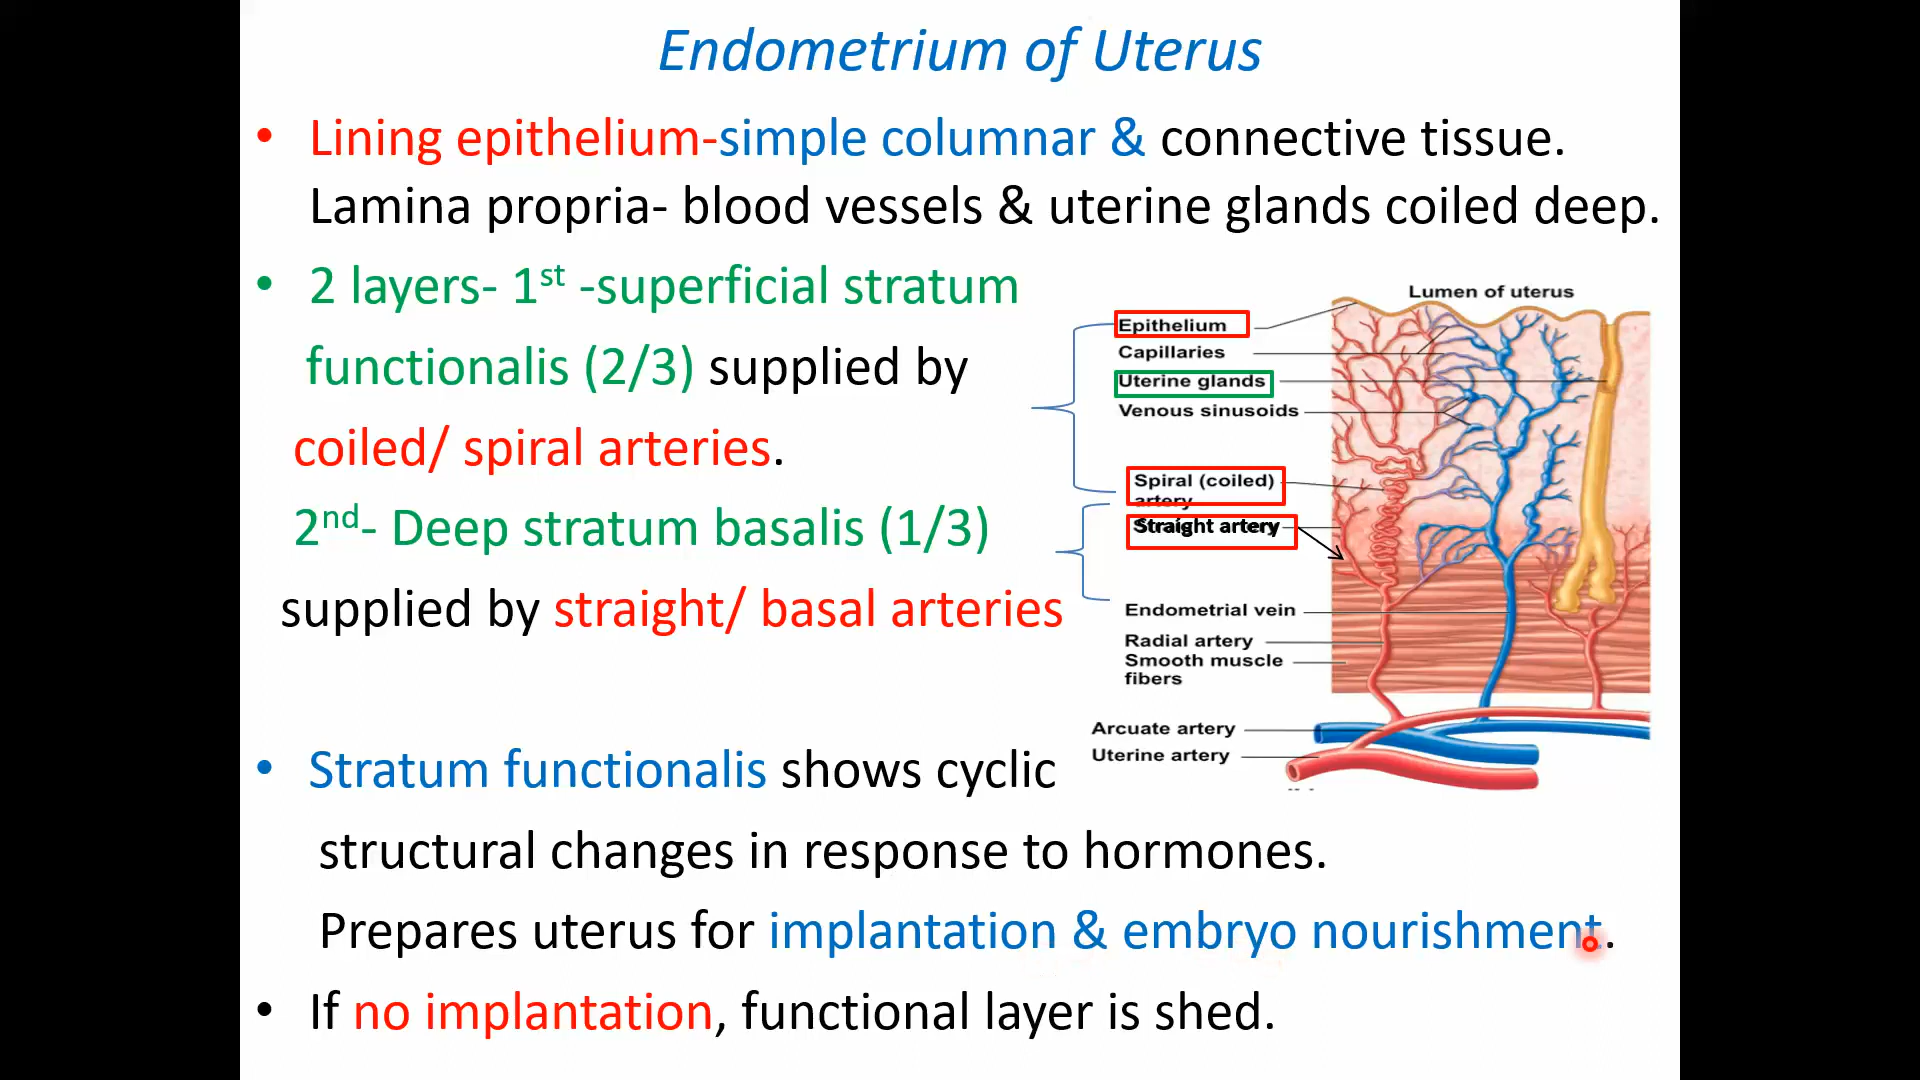 Endometrium of Uterus
• Lining epithelium-simple columnar & connective tissue.
Lamina propria- blood vessels & uterine glands coiled deep.
• 2 layers- 1st -superficial stratum
functionalis (2/3) supplied by
coiled/ spiral arteries.
2nd- Deep stratum basalis (1/3)
supplied by straight/ basal arteries
Lumen of uterus
Epithelium
Capillaries
Uterine glands
Venous sinusoids
Spiral (coiled)
artery
Straight artery
Endometrial vein
Radial artery
Smooth muscle
fibers
Arcuate artery
Uterine artery
• Stratum functionalis shows cyclic
structural changes in response to hormones.
Prepares uterus for implantation & embryo nourishment.
• If no implantation, functional layer is shed.